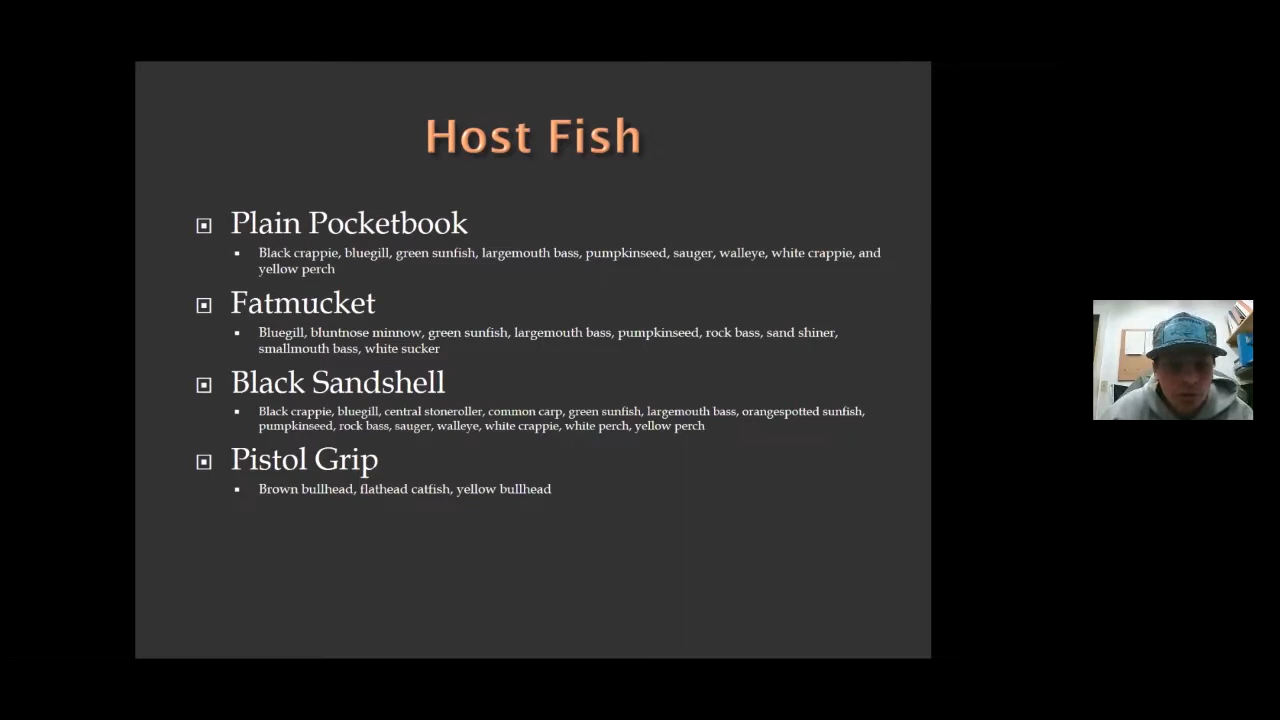 Host Fish
Plain Pocketbook
Black crappie, bluegill, green sunfish, largemouth bass, pumpkinseed, sauger, walleye, white crappie, and
yellow perch
Fatmucket
Bluegill, bluntnose minnow, green sunfish, largemouth bass, pumpkinseed, rock bass, sand shiner,
smallmouth bass, white sucker
Black Sandshell
Black crappie, bluegill, central stoneroller, common carp, green sunfish, largemouth bass, orangespotted sunfish,
pumpkinseed, rock bass, sauger, walleye, white crappie, white perch, yellow perch
Pistol Grip
Brown bullhead, flathead catfish, yellow bullhead